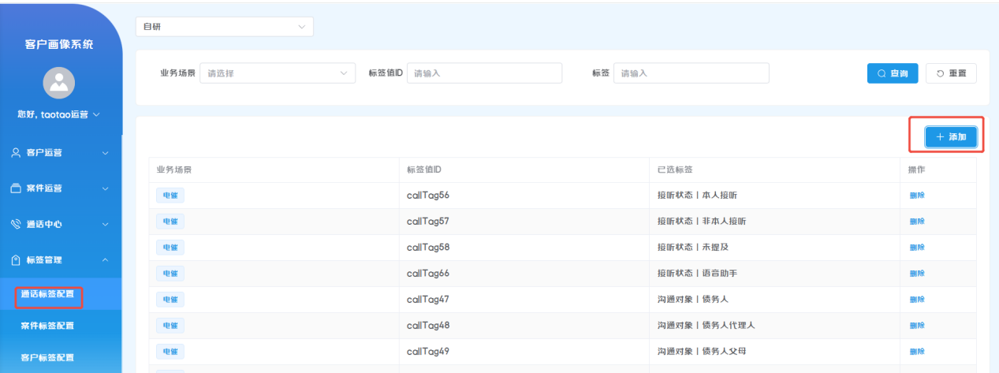 自研
客户画像系统
您好, taotao运营
业务场景 请选择 标签值ID 请输入 标签 请输入 查询 重置
添加
客户运营
案件运营
通话中心
标签管理
通话标签配置
案件标签配置
客户标签配置
业务场景 标签值ID 已选标签 操作
电催 callTag56 接听状态丨本人接听 删除
电催 callTag57 接听状态丨非本人接听 删除
电催 callTag58 接听状态丨未提及 删除
电催 callTag66 接听状态丨语音助手 删除
电催 callTag47 沟通对象丨债务人 删除
电催 callTag48 沟通对象丨债务人代理人 删除
电催 callTag49 沟通对象丨债务人父母 删除